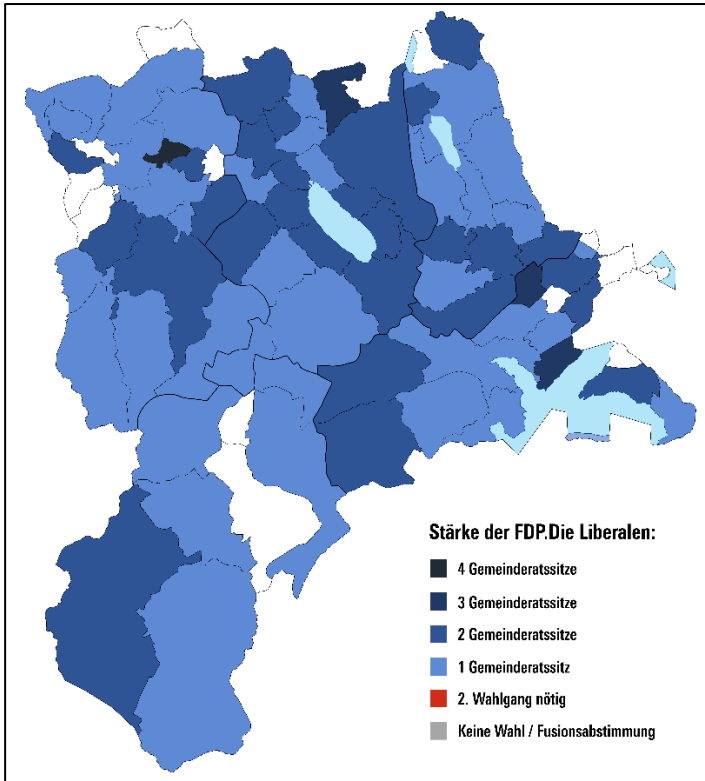 Stärke der FDP.Die Liberalen:
4 Gemeinderatssitze
3 Gemeinderatssitze
2 Gemeinderatssitze
1 Gemeinderatssitz
2. Wahlgang nötig
Keine Wahl / Fusionsabstimmung